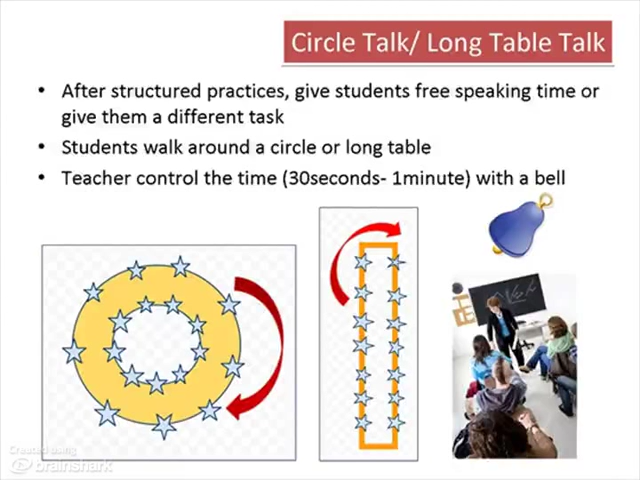 Circle Talk/ Long Table Talk
• After structured practices, give students free speaking time or
give them a different task
• Students walk around a circle or long table
• Teacher control the time (30seconds- 1minute) with a bell
Created using
brainshark